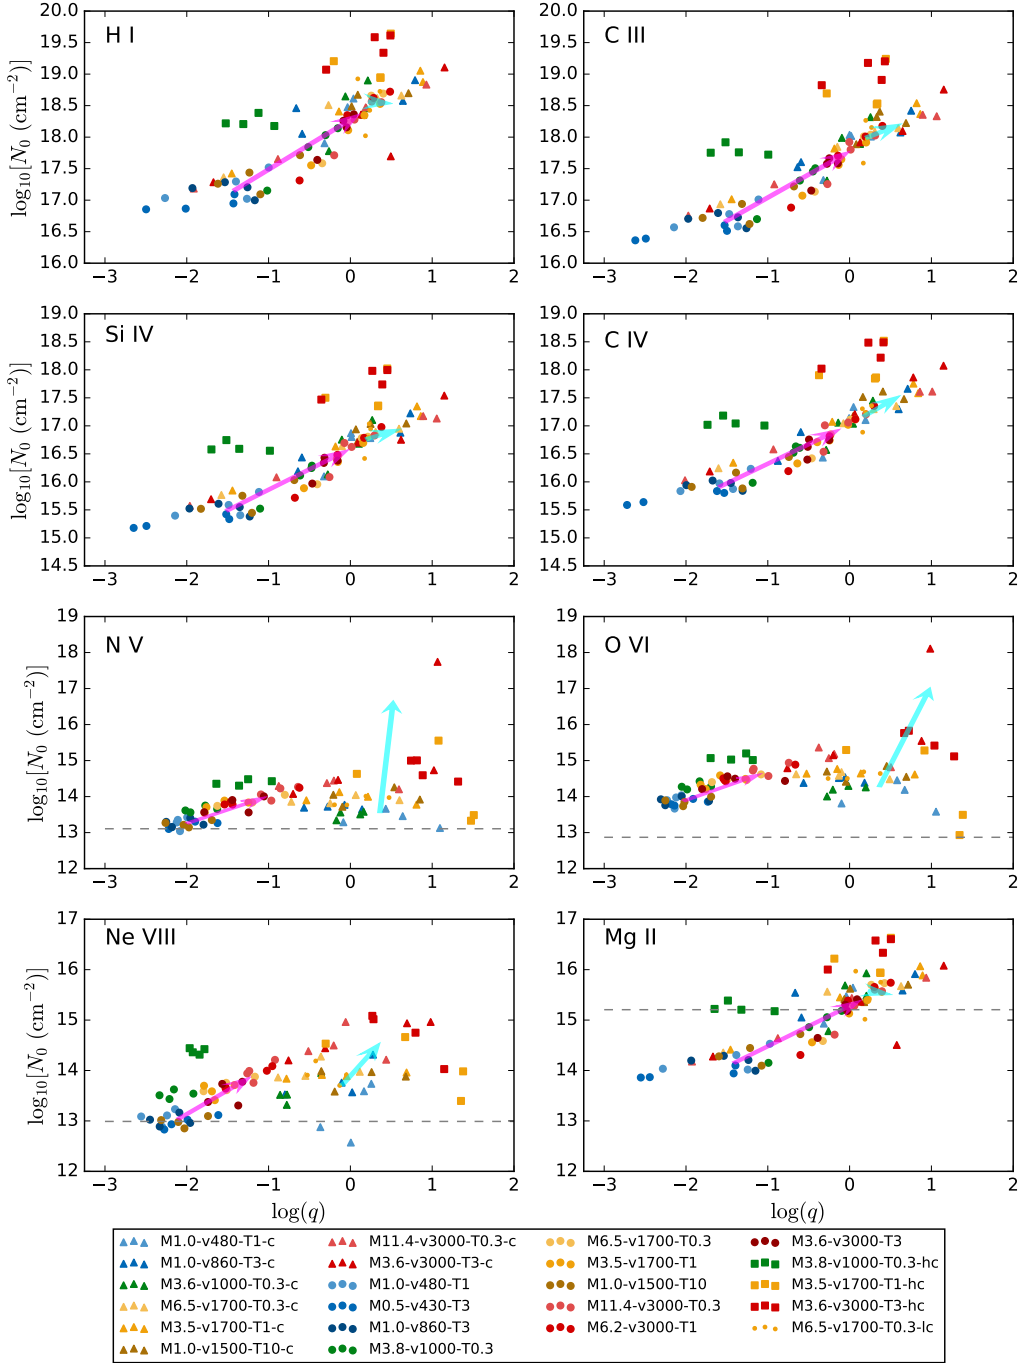 H I
C III
20.0
19.5
19.0
18.5
18.0
17.5
17.0
16.5
16.0
log₁₀[N₀ (cm⁻²)]
−3 −2 −1 0 1 2
20.0
19.5
19.0
18.5
18.0
17.5
17.0
16.5
16.0
−3 −2 −1 0 1 2
Si IV
C IV
19.0
18.5
18.0
17.5
17.0
16.5
16.0
15.5
15.0
14.5
log₁₀[N₀ (cm⁻²)]
−3 −2 −1 0 1 2
19.0
18.5
18.0
17.5
17.0
16.5
16.0
15.5
15.0
14.5
−3 −2 −1 0 1 2
N V
O VI
19
18
17
16
15
14
13
12
log₁₀[N₀ (cm⁻²)]
−3 −2 −1 0 1 2
19
18
17
16
15
14
13
12
−3 −2 −1 0 1 2
Ne VIII
Mg II
17
16
15
14
13
12
log₁₀[N₀ (cm⁻²)]
−3 −2 −1 0 1 2
log(q)
17
16
15
14
13
12
−3 −2 −1 0 1 2
log(q)
M1.0-v480-T1-c
M1.0-v860-T3-c
M3.6-v1000-T0.3-c
M6.5-v1700-T0.3-c
M3.5-v1700-T1-c
M1.0-v1500-T10-c
M11.4-v3000-T0.3-c
M3.6-v3000-T3-c
M1.0-v480-T1
M0.5-v430-T3
M1.0-v860-T3
M3.8-v1000-T0.3
M6.5-v1700-T0.3
M3.5-v1700-T1
M1.0-v1500-T10
M11.4-v3000-T0.3
M6.2-v3000-T1
M3.6-v3000-T3
M3.8-v1000-T0.3-hc
M3.5-v1700-T1-hc
M3.6-v3000-T3-hc
M6.5-v1700-T0.3-lc